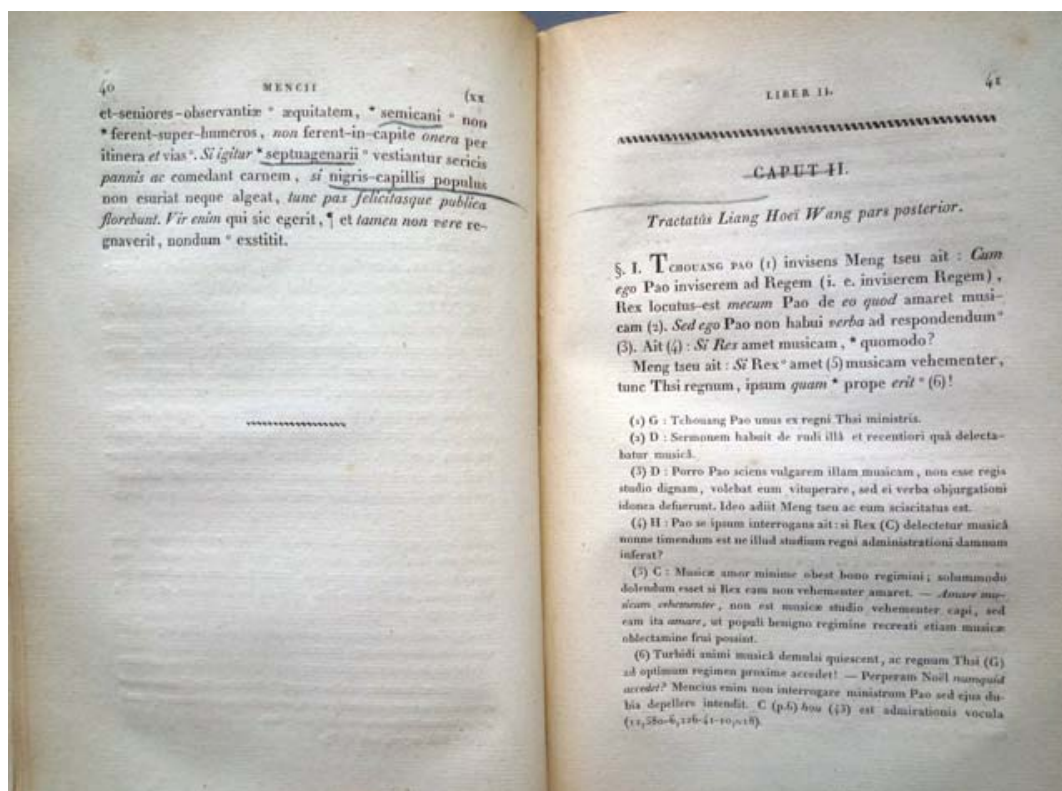 40 MENCII (xx
et-seniores-observantiæ ° æquitatem, * semicani ° non
* ferent-super-humeros, non ferent-in-capite onera per
itinera et vias °. Si igitur * septuagenarii ° vestiantur sericis
pannis ac comedant carnem, si nigris-capillis populus
non esuriat neque algeat, tunc pax felicitasque publica
florebunt. Vir enim qui sic egerit, ¶ et tamen non vere re-
gnaverit, nondum ° exstitit.
LIBER II. 41
CAPUT II.
Tractatûs Liang Hoeï Wang pars posterior.
§. I. TCHOUANG PAO (1) invisens Meng tseu ait : Cum
ego Pao inviserem ad Regem (i. e. inviserem Regem),
Rex locutus-est mecum Pao de eo quod amaret musi-
cam (2). Sed ego Pao non habui verba ad respondendum °
(3). Ait (4) : Si Rex amet musicam, * quomodo?
Meng tseu ait : Si Rex ° amet (5) musicam vehementer,
tunc Thsi regnum, ipsum quam * prope erit ° (6)!
(1) G : Tchouang Pao unus ex regni Thsi ministris.
(2) D : Sermonem habuit de rudi illâ et recentiori quâ delecta-
batur musicâ.
(3) D : Porro Pao sciens vulgarem illam musicam, non esse regis
studio dignam, volebat eum vituperare, sed ei verba objurgationi
idonea defuerunt. Ideo adiit Meng tseu ac eum sciscitatus est.
(4) H : Pao se ipsum interrogans ait : si Rex (C) delectetur musicâ
nonne timendum est ne illud studium regni administrationi damnum
inferat?
(5) C : Musicæ amor minime obest bono regimini; solummodo
dolendum esset si Rex eam non vehementer amaret. — Amare mu-
sicam vehementer, non est musicæ studio vehementer capi, sed
eam ita amare, ut populi benigno regimine recreati etiam musicæ
oblectamine frui possint.
(6) Turbidi animi musicâ demulsi quiescent, ac regnum Thsi (G)
ad optimum regimen proxime accedet! — Perperam Noël numquid
accedet? Mencius enim non interrogare ministrum Pao sed ejus du-
bia depellere intendit. C (p.6) hou (43) est admirationis vocula